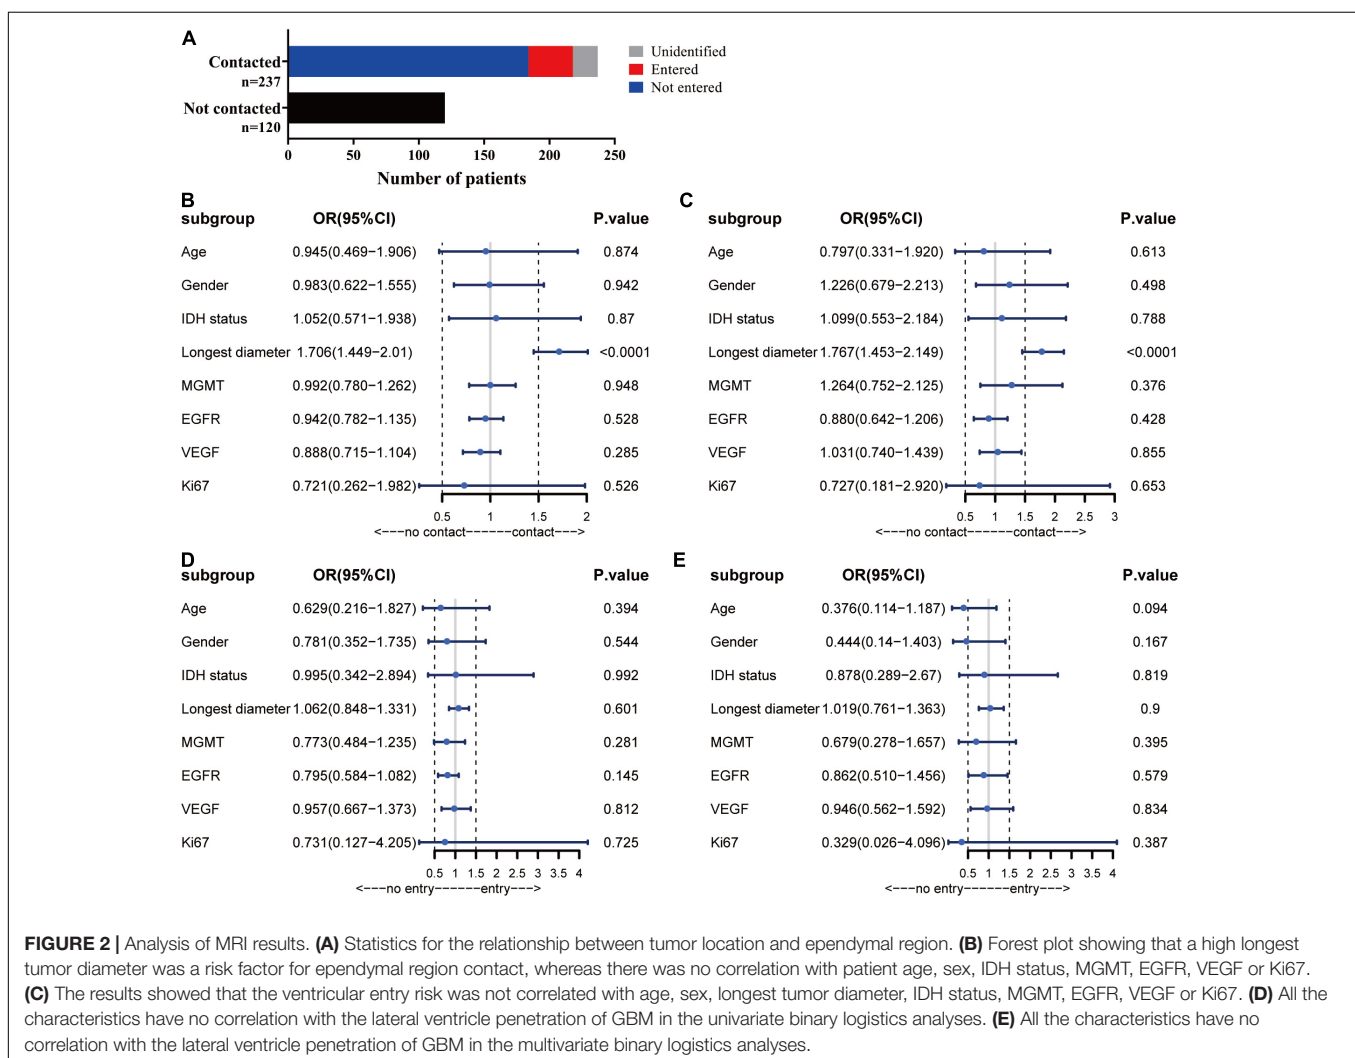 A
Contacted
n=237
Not contacted
n=120
0 50 100 150 200 250
Number of patients
Unidentified
Entered
Not entered
B
subgroup OR(95%CI) P.value
Age 0.945(0.469−1.906) 0.874
Gender 0.983(0.622−1.555) 0.942
IDH status 1.052(0.571−1.938) 0.87
Longest diameter 1.706(1.449−2.01) <0.0001
MGMT 0.992(0.780−1.262) 0.948
EGFR 0.942(0.782−1.135) 0.528
VEGF 0.888(0.715−1.104) 0.285
Ki67 0.721(0.262−1.982) 0.526
0.5 1 1.5 2
<−−−no contact−−−−−−contact−−−>
C
subgroup OR(95%CI) P.value
Age 0.797(0.331−1.920) 0.613
Gender 1.226(0.679−2.213) 0.498
IDH status 1.099(0.553−2.184) 0.788
Longest diameter 1.767(1.453−2.149) <0.0001
MGMT 1.264(0.752−2.125) 0.376
EGFR 0.880(0.642−1.206) 0.428
VEGF 1.031(0.740−1.439) 0.855
Ki67 0.727(0.181−2.920) 0.653
0.5 1 1.5 2 2.5 3
<−−−no contact−−−−−−contact−−−>
D
subgroup OR(95%CI) P.value
Age 0.629(0.216−1.827) 0.394
Gender 0.781(0.352−1.735) 0.544
IDH status 0.995(0.342−2.894) 0.992
Longest diameter 1.062(0.848−1.331) 0.601
MGMT 0.773(0.484−1.235) 0.281
EGFR 0.795(0.584−1.082) 0.145
VEGF 0.957(0.667−1.373) 0.812
Ki67 0.731(0.127−4.205) 0.725
0.5 1 1.5 2 2.5 3 3.5 4
<−−−no entry−−−−−−entry−−−>
E
subgroup OR(95%CI) P.value
Age 0.376(0.114−1.187) 0.094
Gender 0.444(0.14−1.403) 0.167
IDH status 0.878(0.289−2.67) 0.819
Longest diameter 1.019(0.761−1.363) 0.9
MGMT 0.679(0.278−1.657) 0.395
EGFR 0.862(0.510−1.456) 0.579
VEGF 0.946(0.562−1.592) 0.834
Ki67 0.329(0.026−4.096) 0.387
0.5 1 1.5 2 2.5 3 3.5 4
<−−−no entry−−−−−−entry−−−>
FIGURE 2 | Analysis of MRI results. (A) Statistics for the relationship between tumor location and ependymal region. (B) Forest plot showing that a high longest
tumor diameter was a risk factor for ependymal region contact, whereas there was no correlation with patient age, sex, IDH status, MGMT, EGFR, VEGF or Ki67.
(C) The results showed that the ventricular entry risk was not correlated with age, sex, longest tumor diameter, IDH status, MGMT, EGFR, VEGF or Ki67. (D) All the
characteristics have no correlation with the lateral ventricle penetration of GBM in the univariate binary logistics analyses. (E) All the characteristics have no
correlation with the lateral ventricle penetration of GBM in the multivariate binary logistics analyses.